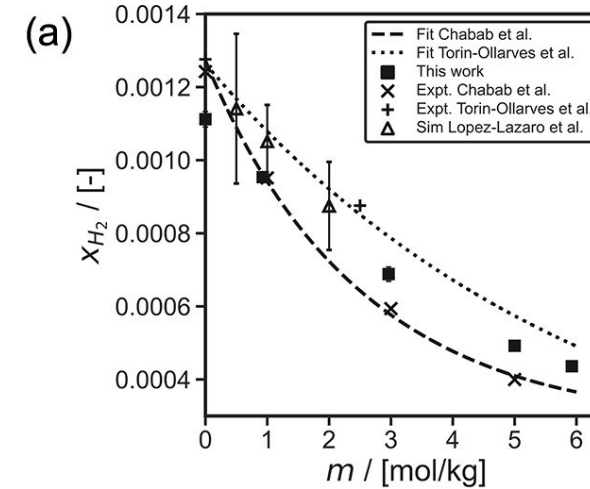 (a)
0.0014
0.0012
0.0010
0.0008
0.0006
0.0004
x_{H_2} / [-]
Fit Chabab et al.
Fit Torin-Ollarves et al.
This work
Expt. Chabab et al.
Expt. Torin-Ollarves et al.
Sim Lopez-Lazaro et al.
0 1 2 3 4 5 6
m / [mol/kg]